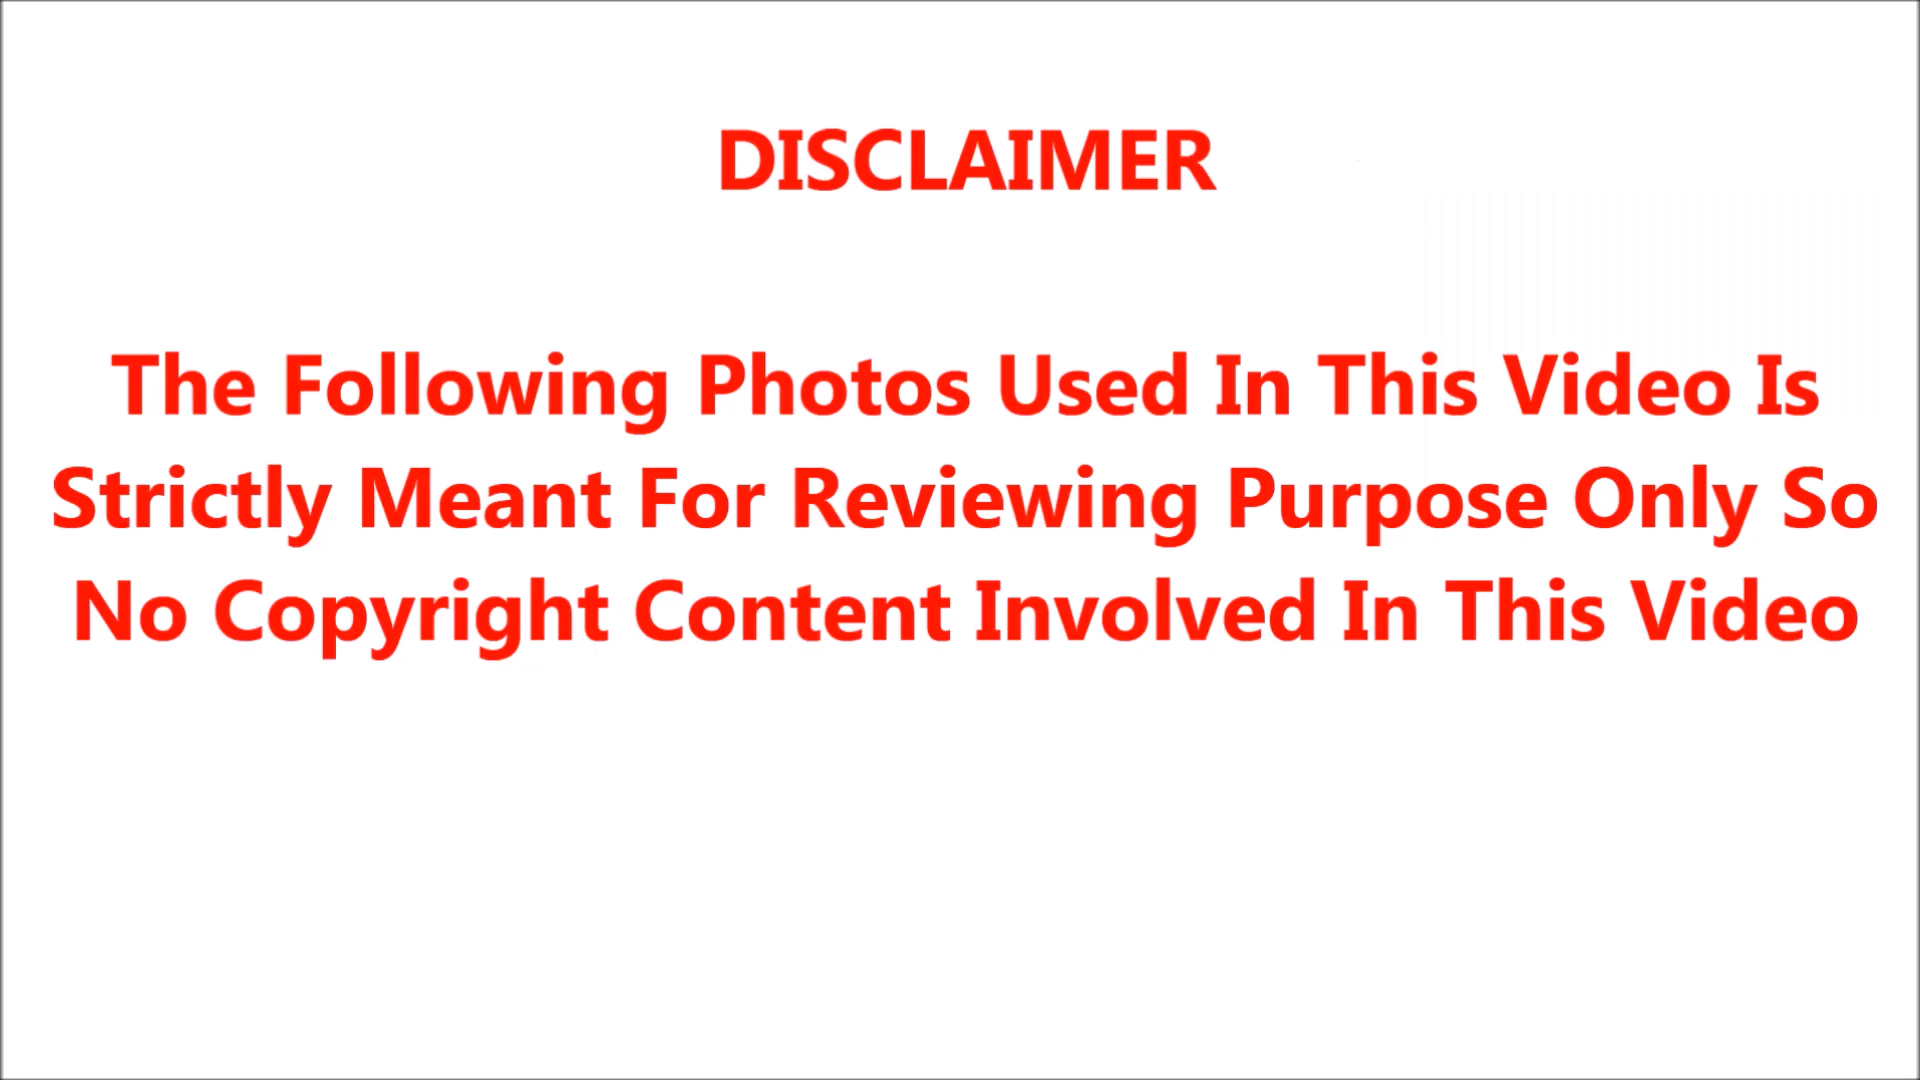 DISCLAIMER
The Following Photos Used In This Video Is
Strictly Meant For Reviewing Purpose Only So
No Copyright Content Involved In This Video